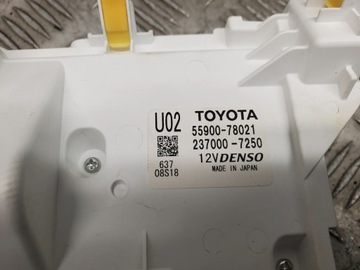 U02
TOYOTA
55900-78021
237000-7250
12V DENSO
MADE IN JAPAN
637
08S18